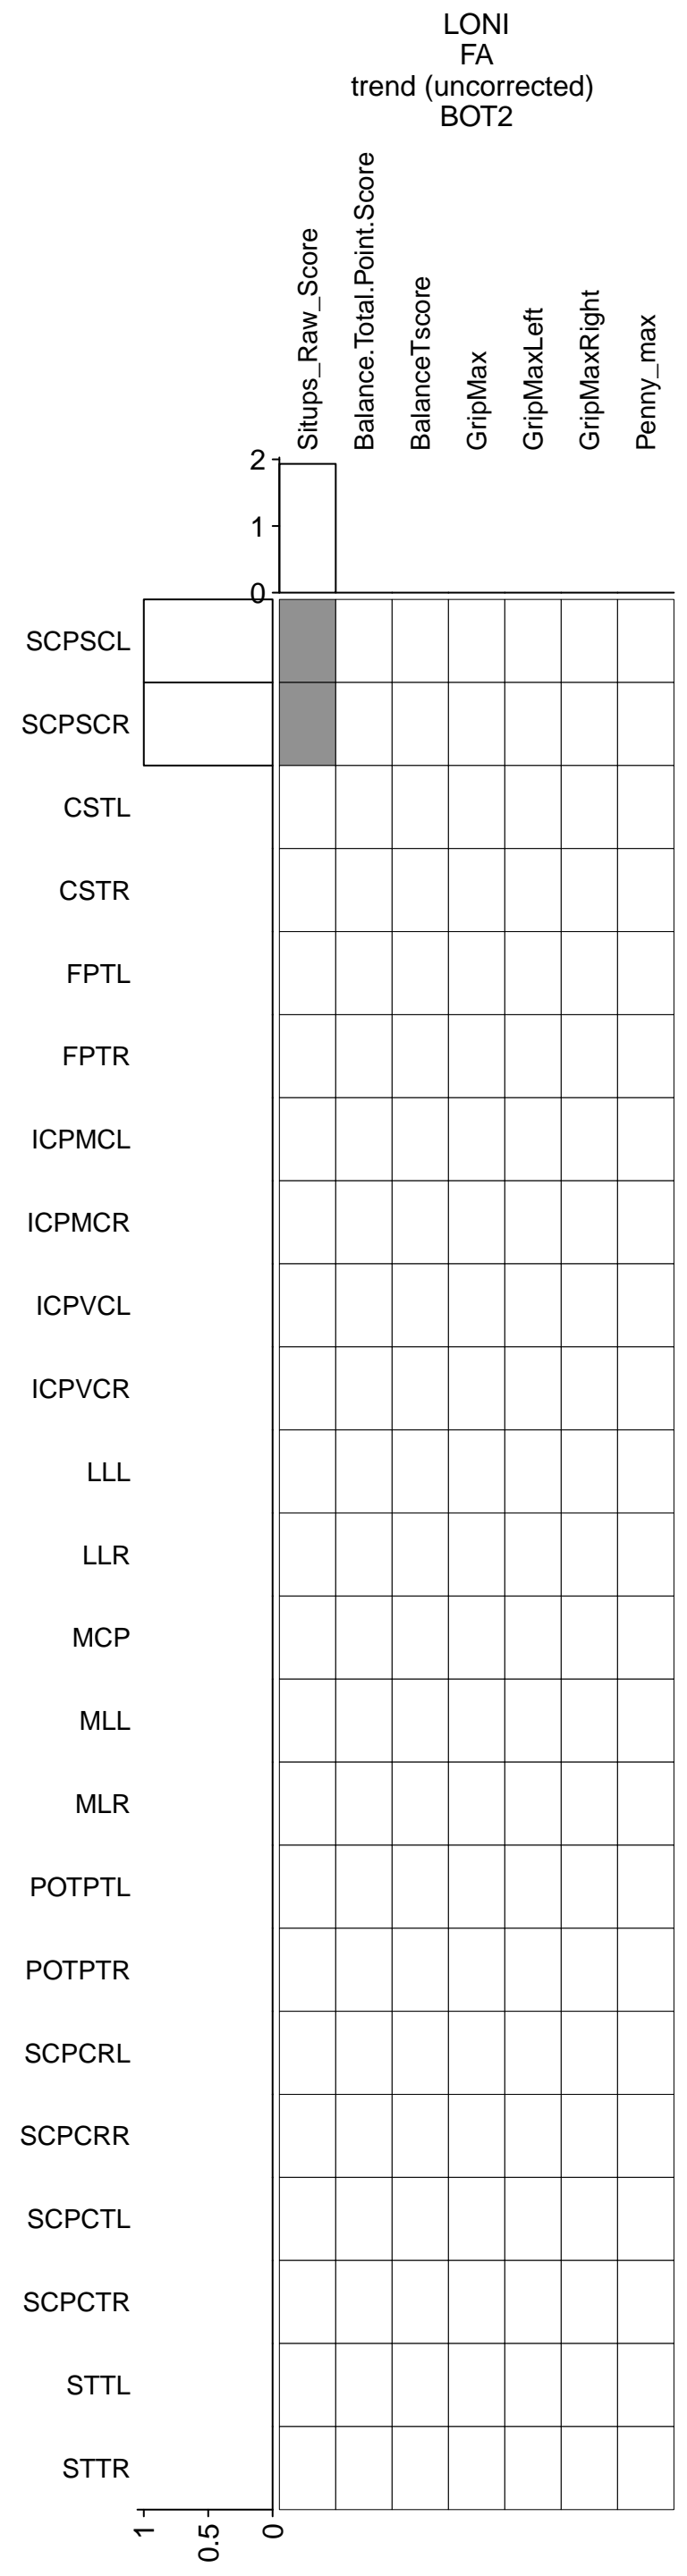 LONI
FA
trend (uncorrected)
BOT2
Situps_Raw_Score
Balance.Total.Point.Score
BalanceTscore
GripMax
GripMaxLeft
GripMaxRight
Penny_max
2
1
0
SCPSCL
SCPSCR
CSTL
CSTR
FPTL
FPTR
ICPMCL
ICPMCR
ICPVCL
ICPVCR
LLL
LLR
MCP
MLL
MLR
POTPTL
POTPTR
SCPCRL
SCPCRR
SCPCTL
SCPCTR
STTL
STTR
1
0.5
0